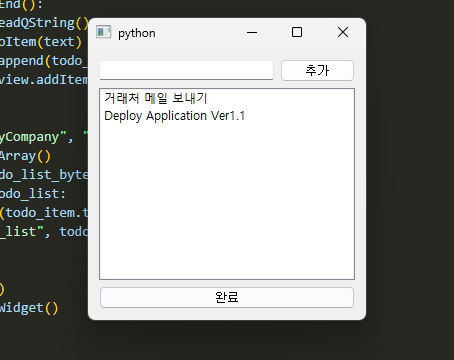 End():
eadQString()
python
oItem(text)
append(todo_
추가
view.addItem
거래처 메일 보내기
Deploy Application Ver1.1
yCompany", "
Array()
do_list_byte
odo_list:
(todo_item.t
_list", todo
완료
)
Widget()